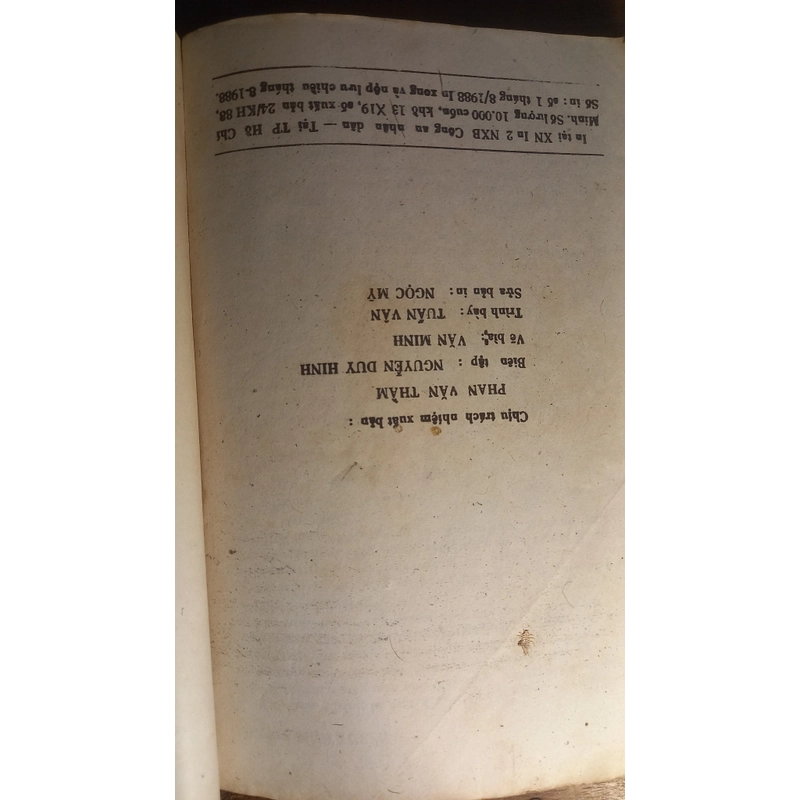 Chịu trách nhiệm xuất bản :
PHAN VĂN THẨM
Biên tập : NGUYỄN DUY HINH
Vẽ bìa: VĂN MINH
Trình bày : TUẤN VÂN
Sửa bản in : NGỌC MỸ
In tại XN In 2 NXB Công an nhân dân — Tại TP Hồ Chí
Minh. Số lượng 10.000 cuốn, khổ 13 X19, số xuất bản 24/KH 88,
Số in : số 1 tháng 8/1988 In xong và nộp lưu chiểu tháng 8-1988.